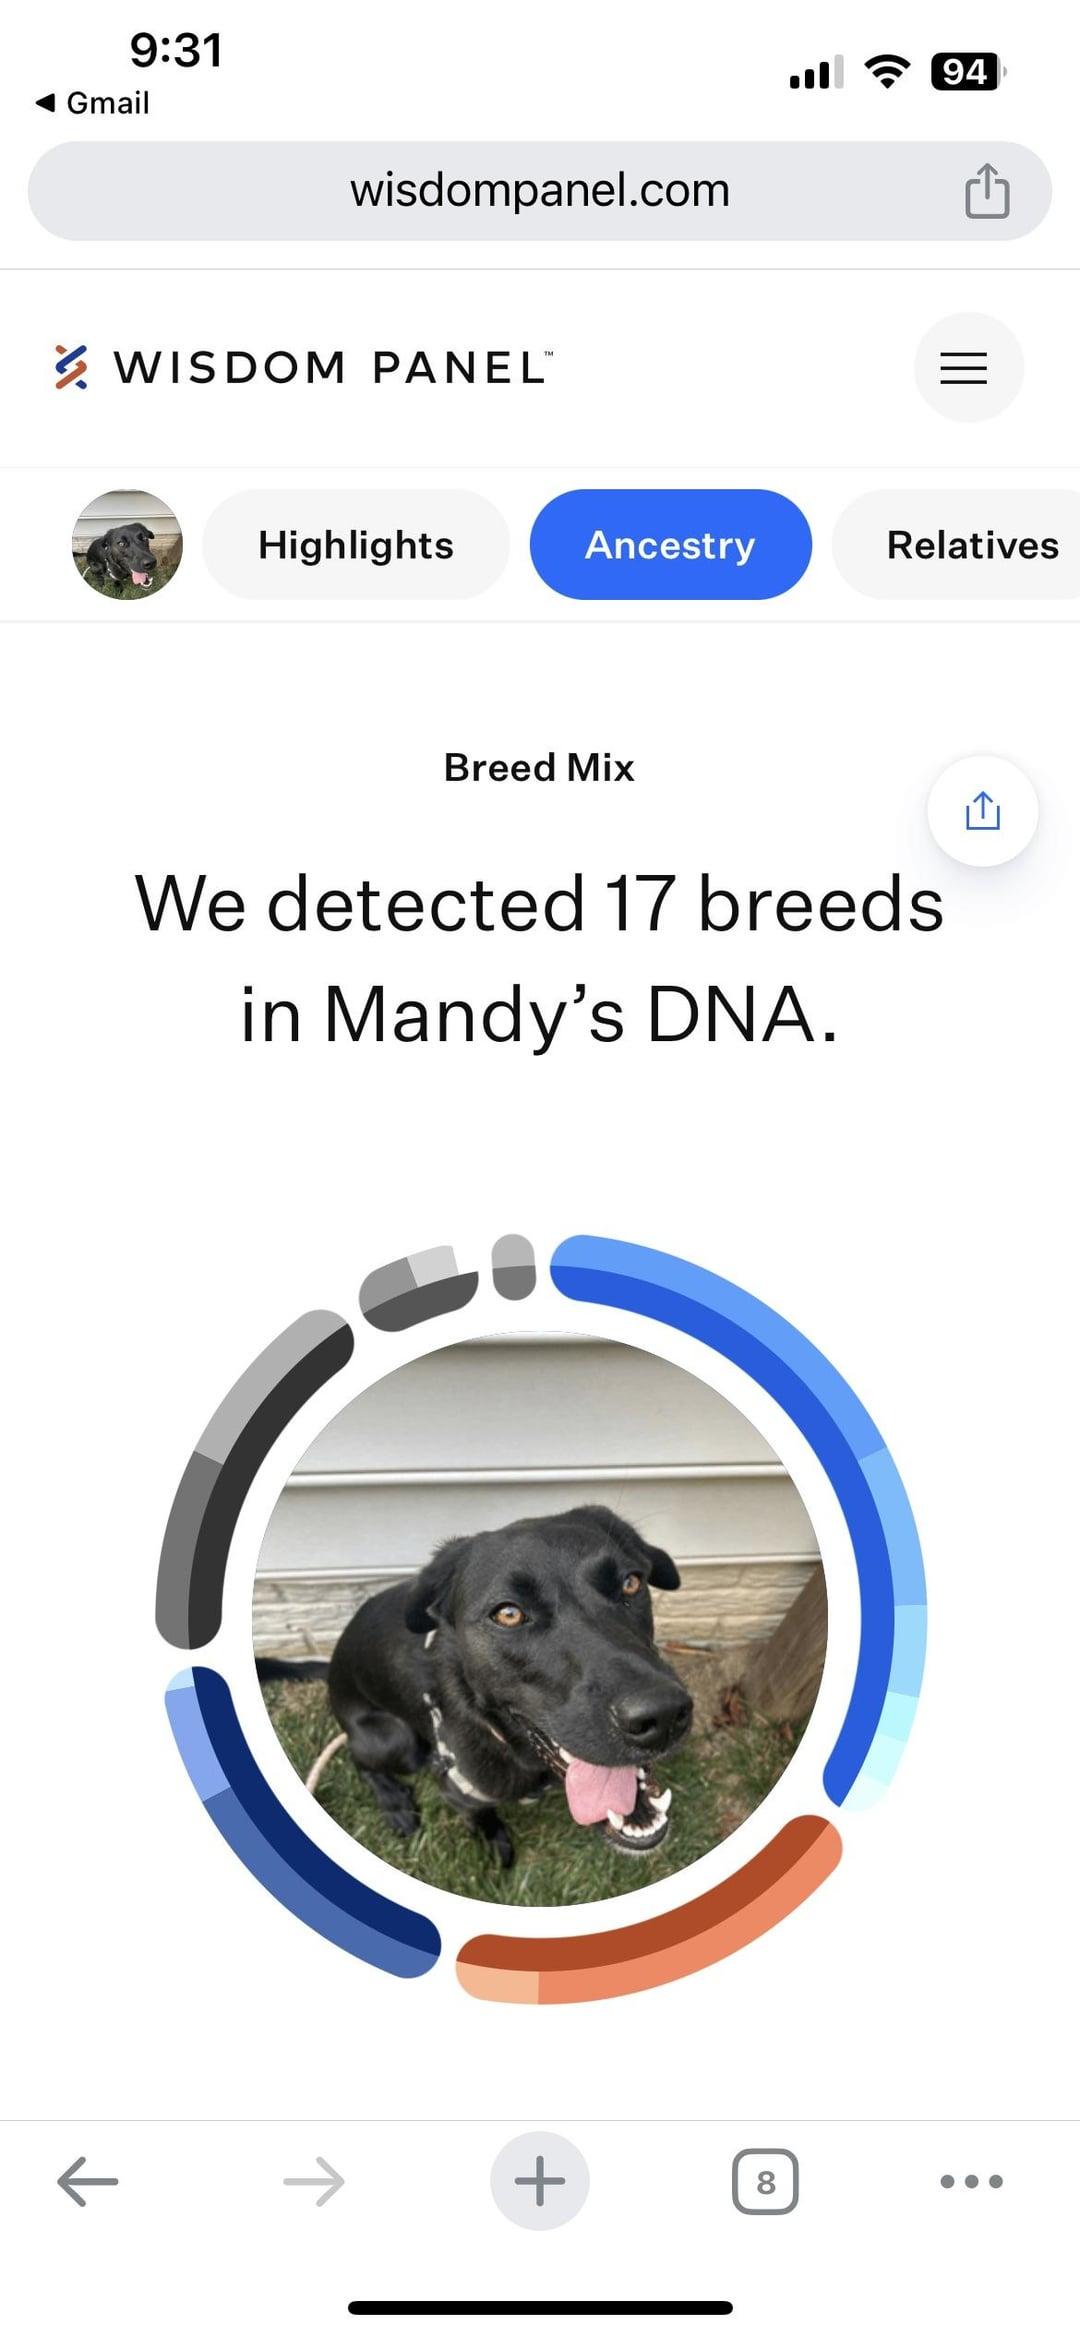 9:31
94
◀ Gmail
wisdompanel.com
WISDOM PANEL™
Highlights
Ancestry
Relatives
Breed Mix
We detected 17 breeds
in Mandy’s DNA.
8